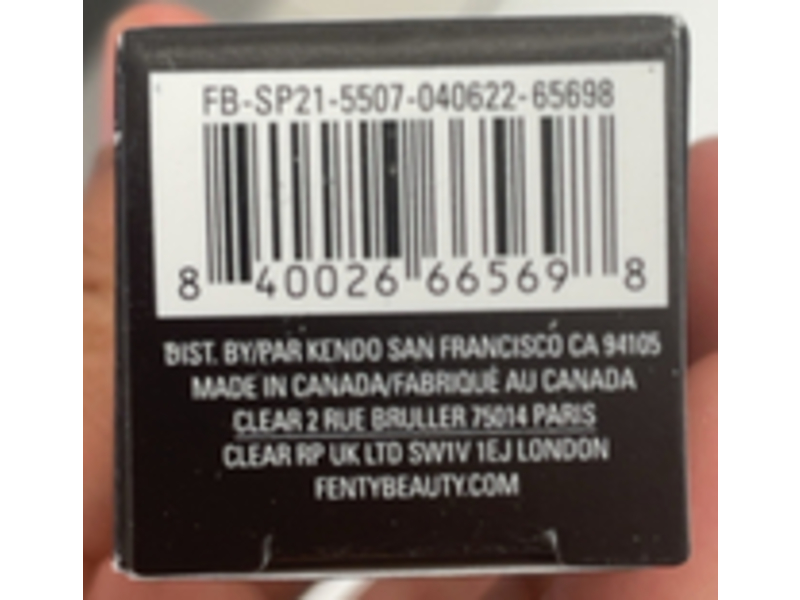 FB-SP21-5507-040622-65698
8 40026 66569 8
DIST. BY/PAR KENDO SAN FRANCISCO CA 94105
MADE IN CANADA/FABRIQUÉ AU CANADA
CLEAR 2 RUE BRULLER 75014 PARIS
CLEAR RP UK LTD SW1V 1EJ LONDON
FENTYBEAUTY.COM